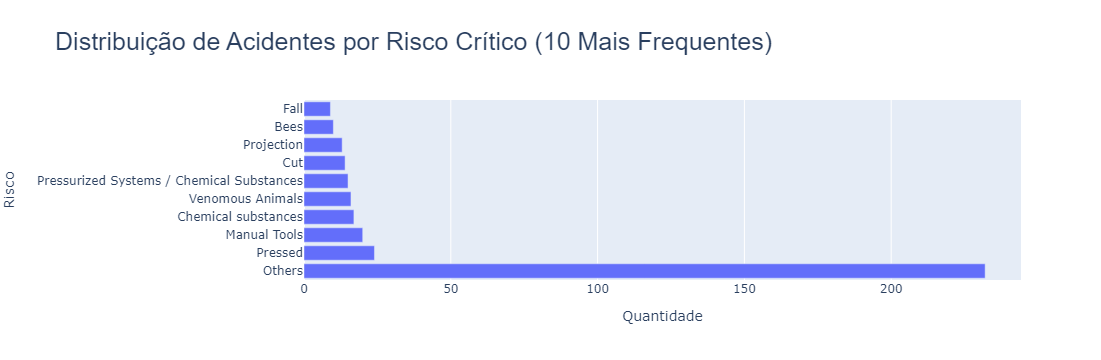 Distribuição de Acidentes por Risco Crítico (10 Mais Frequentes)
Risco
Fall
Bees
Projection
Cut
Pressurized Systems / Chemical Substances
Venomous Animals
Chemical substances
Manual Tools
Pressed
Others
0 50 100 150 200
Quantidade